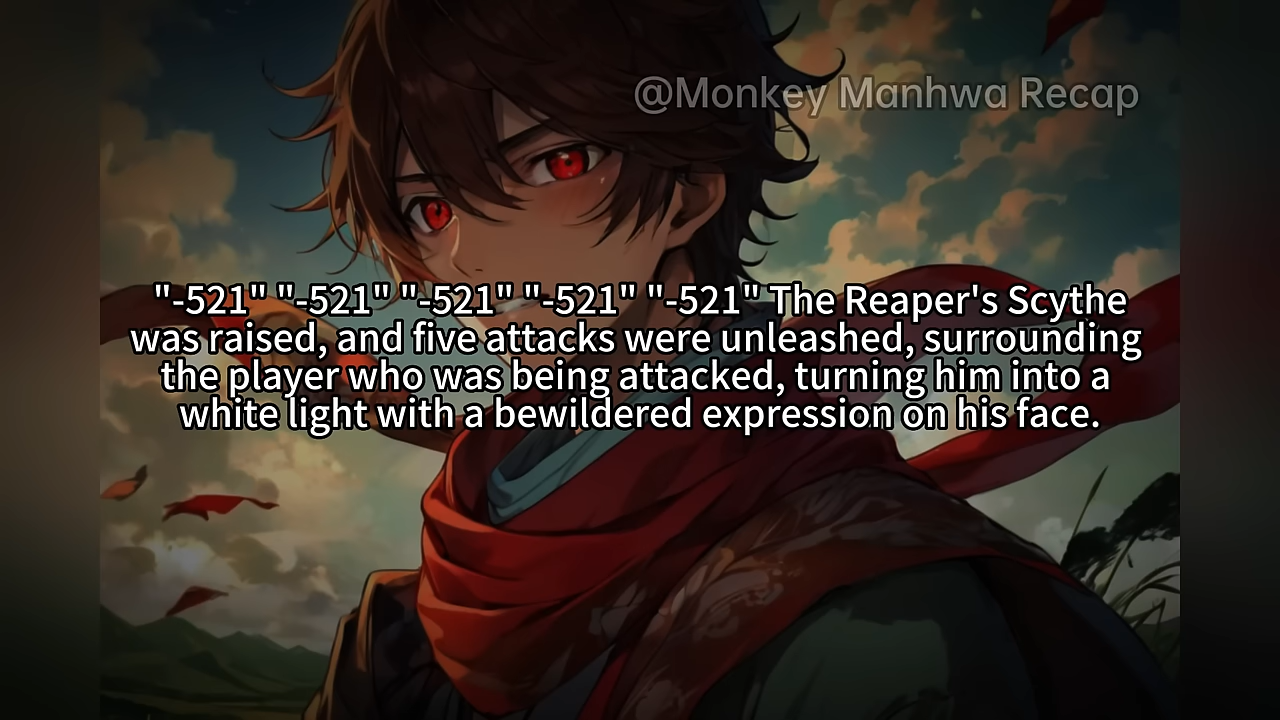 @Monkey Manhwa Recap
"-521" "-521" "-521" "-521" "-521" The Reaper's Scythe
was raised, and five attacks were unleashed, surrounding
the player who was being attacked, turning him into a
white light with a bewildered expression on his face.